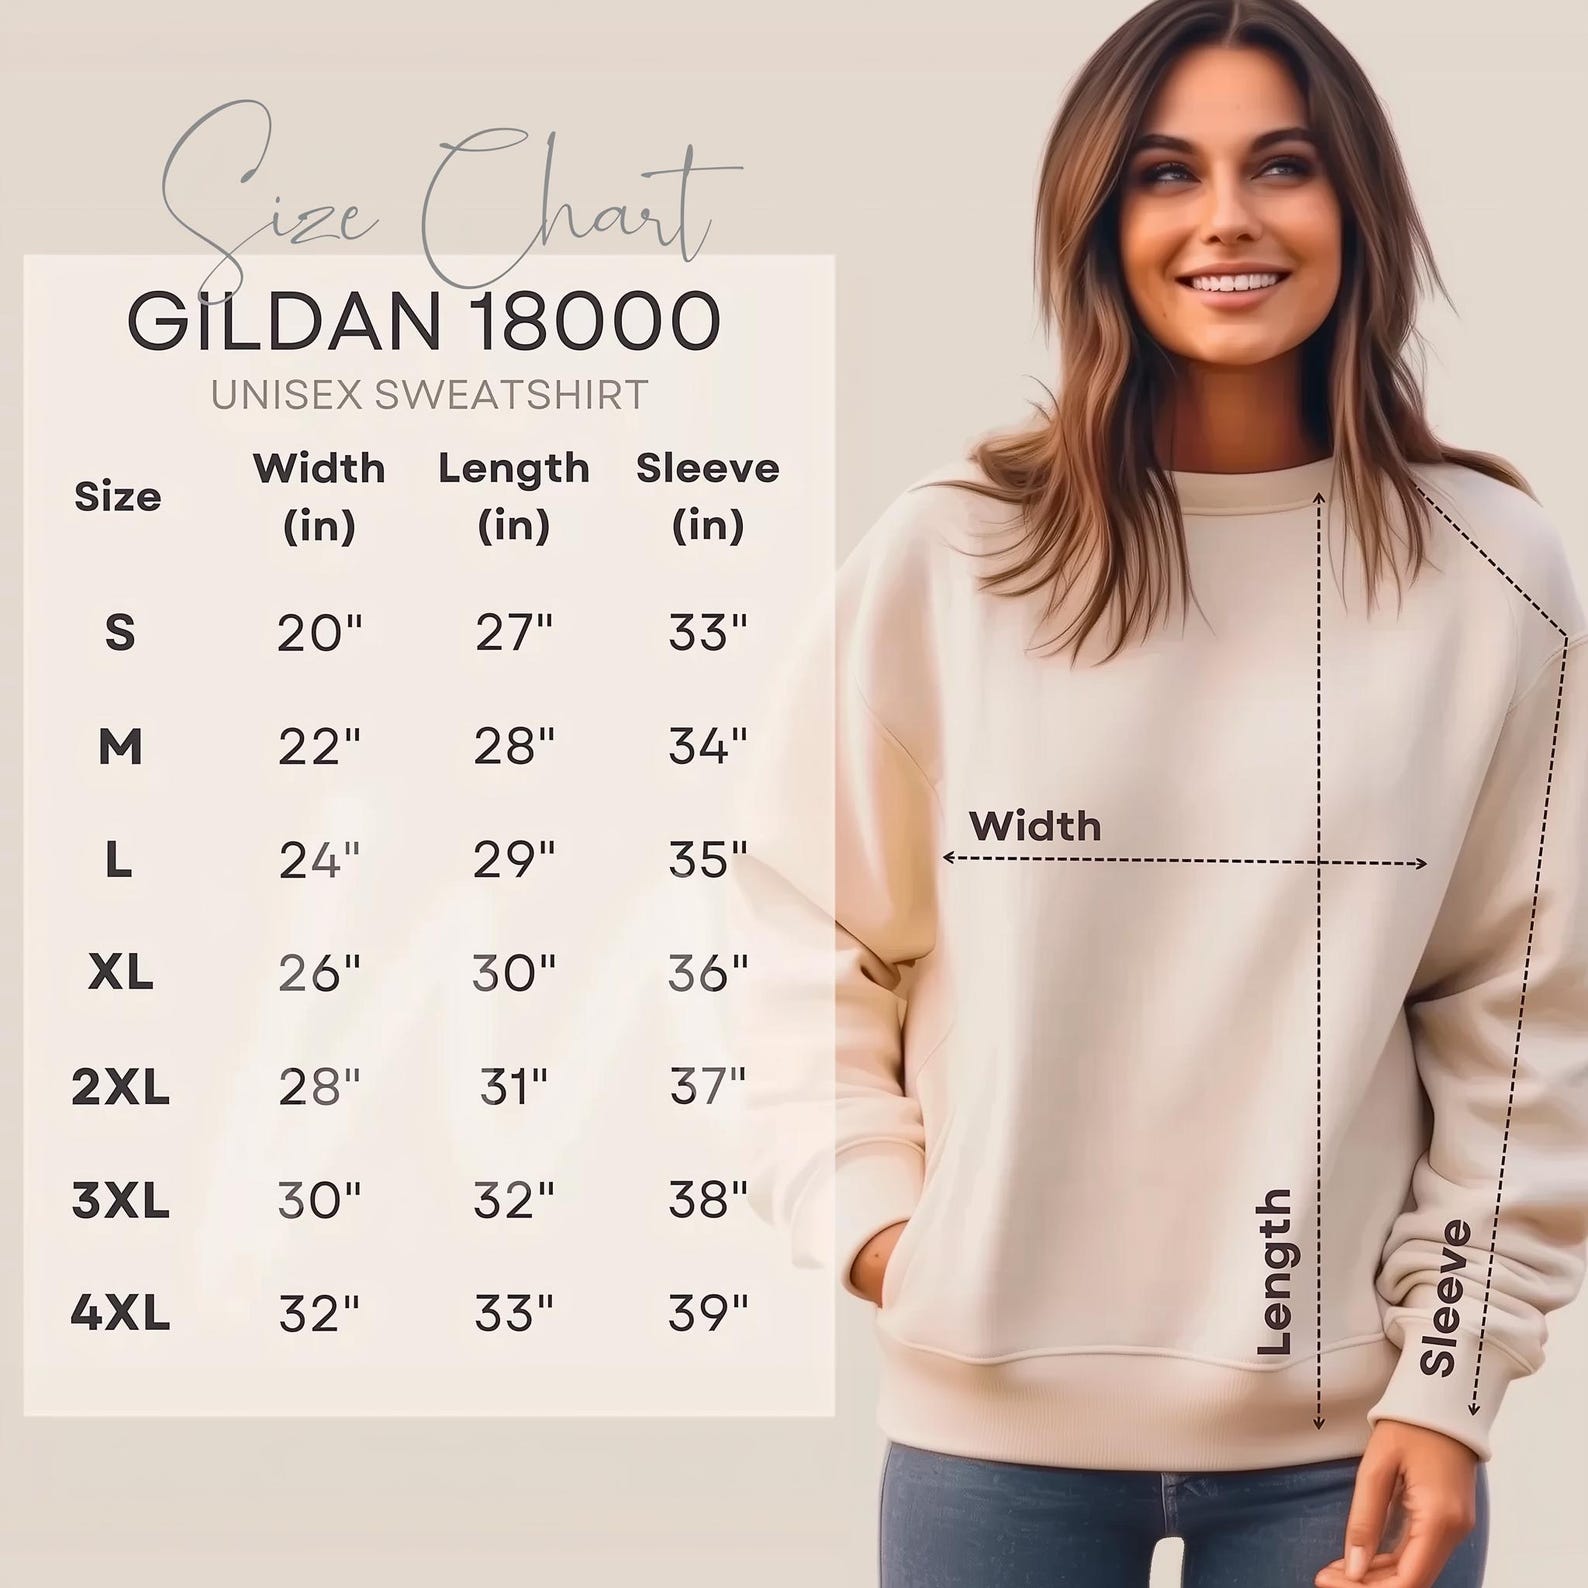 Size Chart
GILDAN 18000
UNISEX SWEATSHIRT
Size Width (in) Length (in) Sleeve (in)
S 20" 27" 33"
M 22" 28" 34"
L 24" 29" 35"
XL 26" 30" 36"
2XL 28" 31" 37"
3XL 30" 32" 38"
4XL 32" 33" 39"
Width
Length
Sleeve